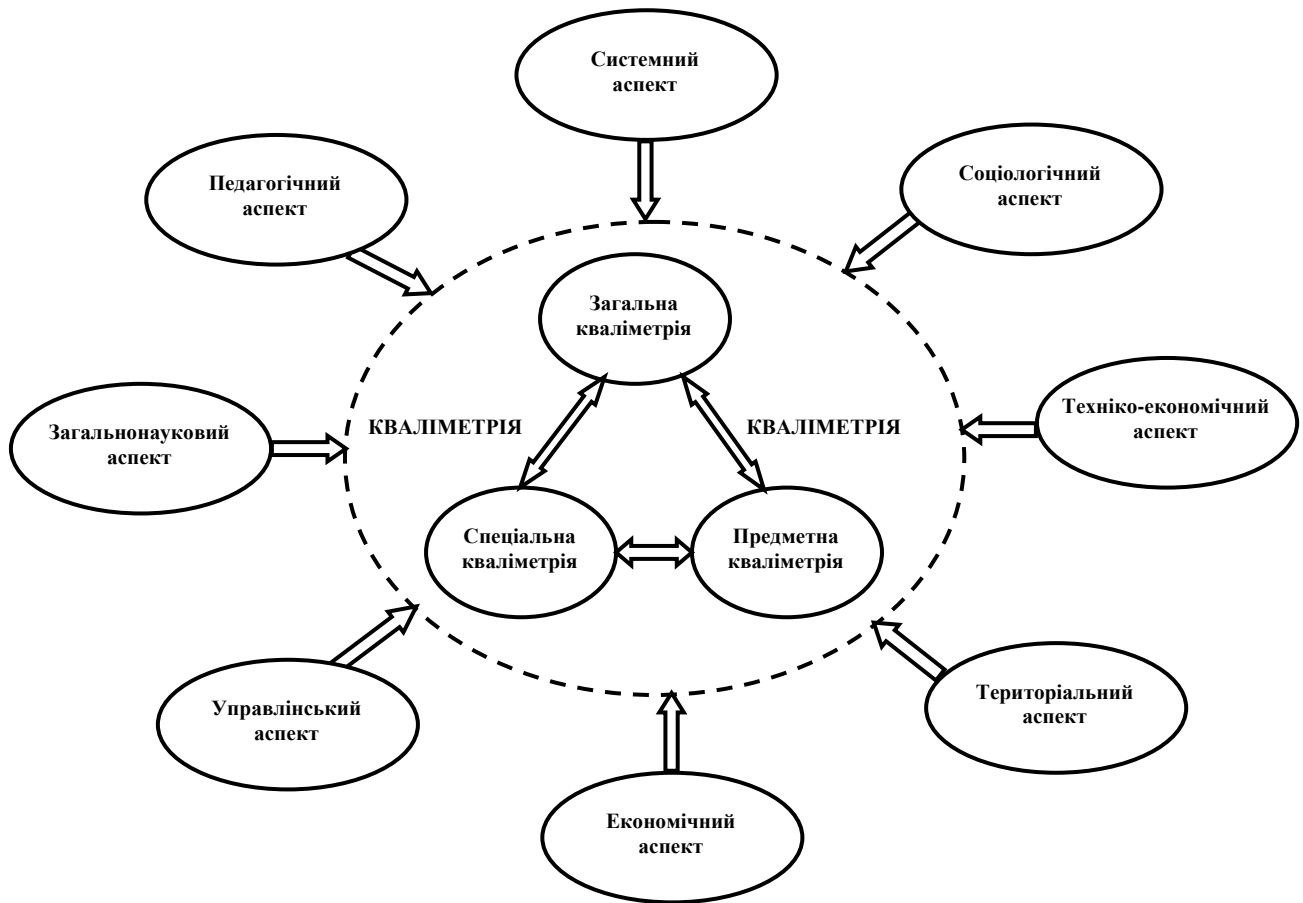 Системний
аспект
Педагогічний
аспект
Соціологічний
аспект
Загальна
кваліметрія
Загальнонауковий
аспект
КВАЛІМЕТРІЯ
КВАЛІМЕТРІЯ
Техніко-економічний
аспект
Спеціальна
кваліметрія
Предметна
кваліметрія
Управлінський
аспект
Територіальний
аспект
Економічний
аспект